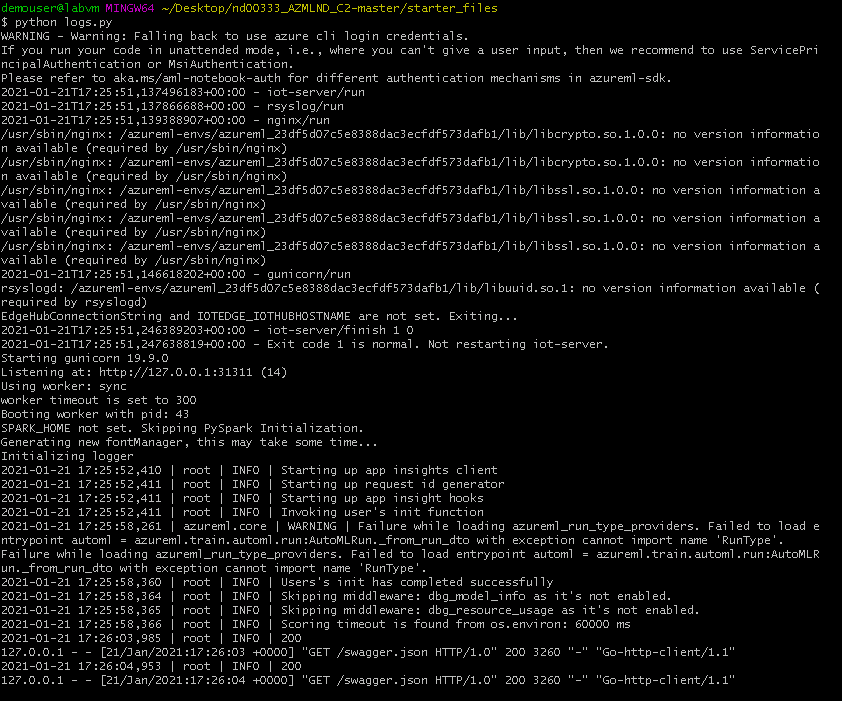 demouser@labvm MINGW64 ~/Desktop/nd00333_AZMLND_C2-master/starter_files
$ python logs.py
WARNING - Warning: Falling back to use azure cli login credentials.
If you run your code in unattended mode, i.e., where you can't give a user input, then we recommend to use ServicePri
ncipalAuthentication or MsiAuthentication.
Please refer to aka.ms/aml-notebook-auth for different authentication mechanisms in azureml-sdk.
2021-01-21T17:25:51,137496183+00:00 - iot-server/run
2021-01-21T17:25:51,137866688+00:00 - rsyslog/run
2021-01-21T17:25:51,139388907+00:00 - nginx/run
/usr/sbin/nginx: /azureml-envs/azureml_23df5d07c5e8388dac3ecfdf573dafb1/lib/libcrypto.so.1.0.0: no version informatio
n available (required by /usr/sbin/nginx)
/usr/sbin/nginx: /azureml-envs/azureml_23df5d07c5e8388dac3ecfdf573dafb1/lib/libcrypto.so.1.0.0: no version informatio
n available (required by /usr/sbin/nginx)
/usr/sbin/nginx: /azureml-envs/azureml_23df5d07c5e8388dac3ecfdf573dafb1/lib/libssl.so.1.0.0: no version information a
vailable (required by /usr/sbin/nginx)
/usr/sbin/nginx: /azureml-envs/azureml_23df5d07c5e8388dac3ecfdf573dafb1/lib/libssl.so.1.0.0: no version information a
vailable (required by /usr/sbin/nginx)
/usr/sbin/nginx: /azureml-envs/azureml_23df5d07c5e8388dac3ecfdf573dafb1/lib/libssl.so.1.0.0: no version information a
vailable (required by /usr/sbin/nginx)
2021-01-21T17:25:51,146618202+00:00 - gunicorn/run
rsyslogd: /azureml-envs/azureml_23df5d07c5e8388dac3ecfdf573dafb1/lib/libuuid.so.1: no version information available (
required by rsyslogd)
EdgeHubConnectionString and IOTEDGE_IOTHUBHOSTNAME are not set. Exiting...
2021-01-21T17:25:51,246389203+00:00 - iot-server/finish 1 0
2021-01-21T17:25:51,247638819+00:00 - Exit code 1 is normal. Not restarting iot-server.
Starting gunicorn 19.9.0
Listening at: http://127.0.0.1:31311 (14)
Using worker: sync
worker timeout is set to 300
Booting worker with pid: 43
SPARK_HOME not set. Skipping PySpark Initialization.
Generating new fontManager, this may take some time...
Initializing logger
2021-01-21 17:25:52,410 | root | INFO | Starting up app insights client
2021-01-21 17:25:52,411 | root | INFO | Starting up request id generator
2021-01-21 17:25:52,411 | root | INFO | Starting up app insight hooks
2021-01-21 17:25:52,411 | root | INFO | Invoking user's init function
2021-01-21 17:25:58,261 | azureml.core | WARNING | Failure while loading azureml_run_type_providers. Failed to load e
ntrypoint automl = azureml.train.automl.run:AutoMLRun._from_run_dto with exception cannot import name 'RunType'.
Failure while loading azureml_run_type_providers. Failed to load entrypoint automl = azureml.train.automl.run:AutoMLR
un._from_run_dto with exception cannot import name 'RunType'.
2021-01-21 17:25:58,360 | root | INFO | Users's init has completed successfully
2021-01-21 17:25:58,364 | root | INFO | Skipping middleware: dbg_model_info as it's not enabled.
2021-01-21 17:25:58,365 | root | INFO | Skipping middleware: dbg_resource_usage as it's not enabled.
2021-01-21 17:25:58,366 | root | INFO | Scoring timeout is found from os.environ: 60000 ms
2021-01-21 17:26:03,985 | root | INFO | 200
127.0.0.1 - - [21/Jan/2021:17:26:03 +0000] "GET /swagger.json HTTP/1.0" 200 3260 "-" "Go-http-client/1.1"
2021-01-21 17:26:04,953 | root | INFO | 200
127.0.0.1 - - [21/Jan/2021:17:26:04 +0000] "GET /swagger.json HTTP/1.0" 200 3260 "-" "Go-http-client/1.1"